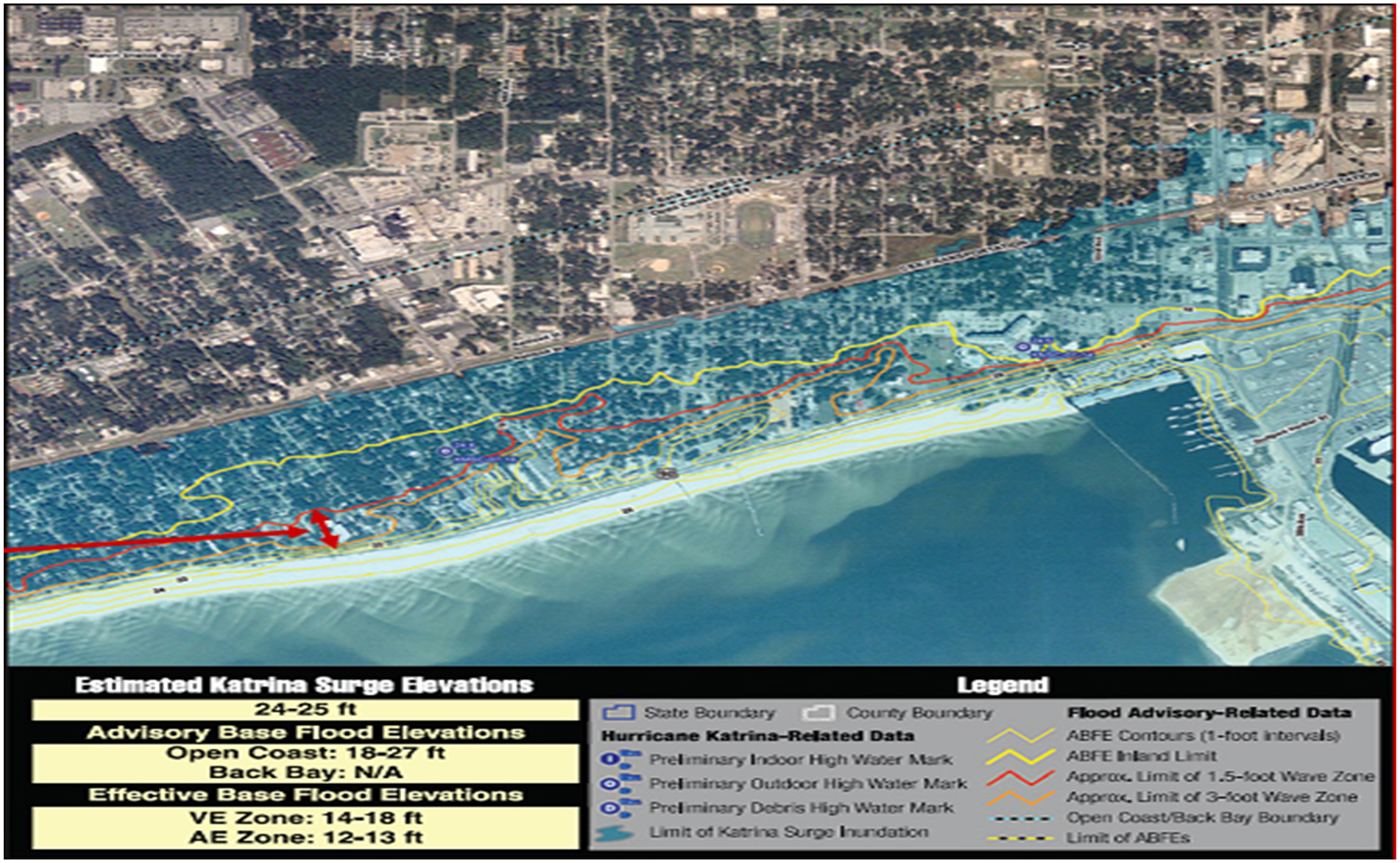 Estimated Katrina Surge Elevations
24-25 ft
Advisory Base Flood Elevations
Open Coast: 18-27 ft
Back Bay: N/A
Effective Base Flood Elevations
VE Zone: 14-18 ft
AE Zone: 12-13 ft
Legend
State Boundary
County Boundary
Hurricane Katrina-Related Data
Preliminary Indoor High Water Mark
Preliminary Outdoor High Water Mark
Preliminary Debris High Water Mark
Limit of Katrina Surge Inundation
Flood Advisory-Related Data
ABFE Contours (1-foot intervals)
ABFE Inland Limit
Approx. Limit of 1.5-foot Wave Zone
Approx. Limit of 3-foot Wave Zone
Open Coast/Back Bay Boundary
Limit of ABFEs